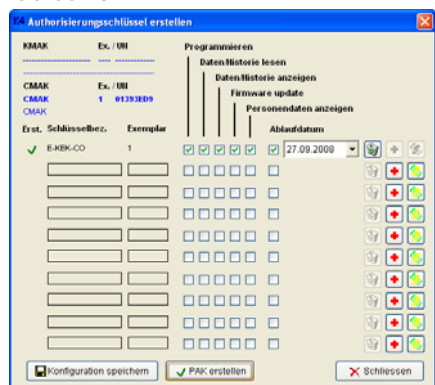 K4 Authorisierungsschlüssel erstellen
KMAK Ex. / UII Programmieren
Daten/Historie lesen
Daten/Historie anzeigen
CMAK Ex. / UII Firmware update
CMAK 1 01393ED9 Personendaten anzeigen
CMAK
Erst. Schlüsselbez. Exemplar Ablaufdatum
E-KEK-CO 1 27.09.2008
Konfiguration speichern PAK erstellen Schliessen